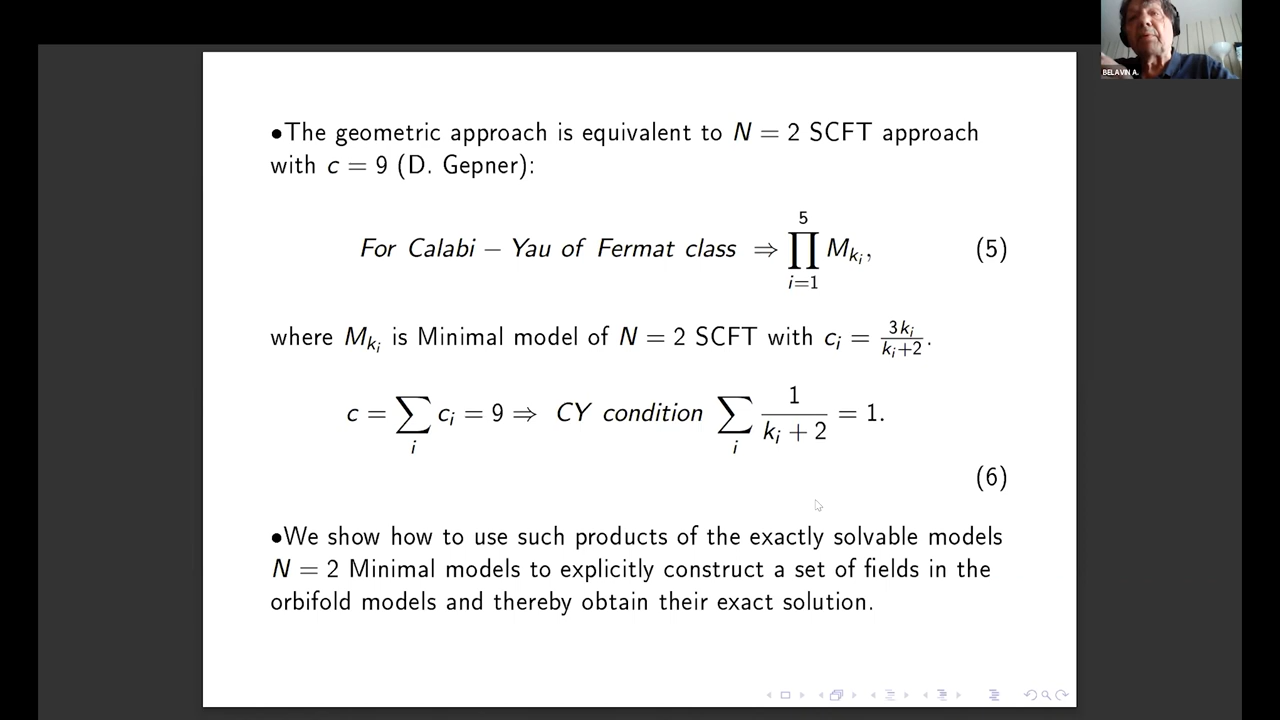 BELAVIN A.
•The geometric approach is equivalent to N = 2 SCFT approach
with c = 9 (D. Gepner):
For Calabi − Yau of Fermat class ⇒ ∏_{i=1}^{5} M_{k_i}, (5)
where M_{k_i} is Minimal model of N = 2 SCFT with c_i = \frac{3k_i}{k_i+2}.
c = ∑_i c_i = 9 ⇒ CY condition ∑_i \frac{1}{k_i + 2} = 1.
(6)
•We show how to use such products of the exactly solvable models
N = 2 Minimal models to explicitly construct a set of fields in the
orbifold models and thereby obtain their exact solution.